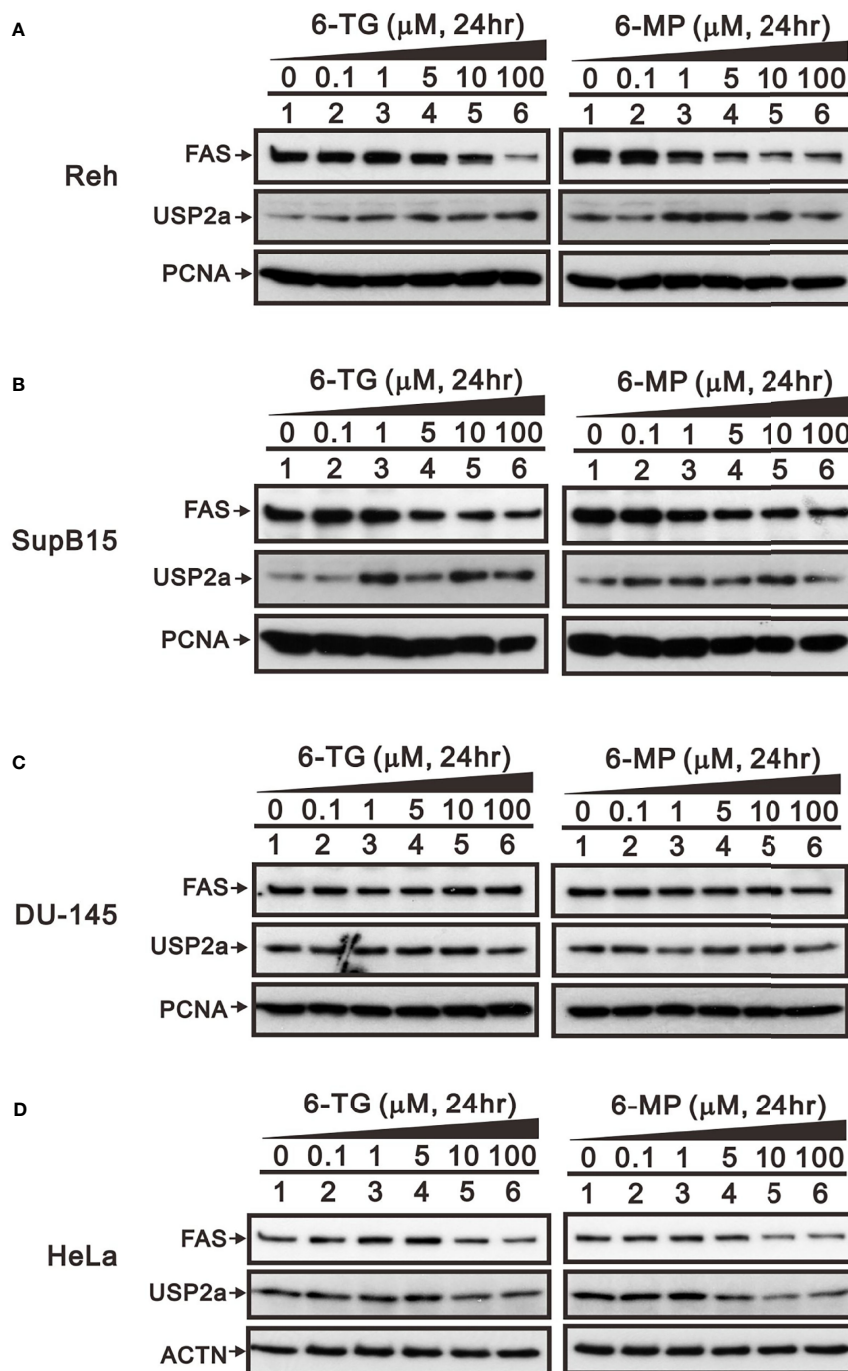 A
6-TG (μM, 24hr)
6-MP (μM, 24hr)
0 0.1 1 5 10 100
0 0.1 1 5 10 100
1 2 3 4 5 6
1 2 3 4 5 6
Reh
FAS
USP2a
PCNA
B
6-TG (μM, 24hr)
6-MP (μM, 24hr)
0 0.1 1 5 10 100
0 0.1 1 5 10 100
1 2 3 4 5 6
1 2 3 4 5 6
SupB15
FAS
USP2a
PCNA
C
6-TG (μM, 24hr)
6-MP (μM, 24hr)
0 0.1 1 5 10 100
0 0.1 1 5 10 100
1 2 3 4 5 6
1 2 3 4 5 6
DU-145
FAS
USP2a
PCNA
D
6-TG (μM, 24hr)
6-MP (μM, 24hr)
0 0.1 1 5 10 100
0 0.1 1 5 10 100
1 2 3 4 5 6
1 2 3 4 5 6
HeLa
FAS
USP2a
ACTN